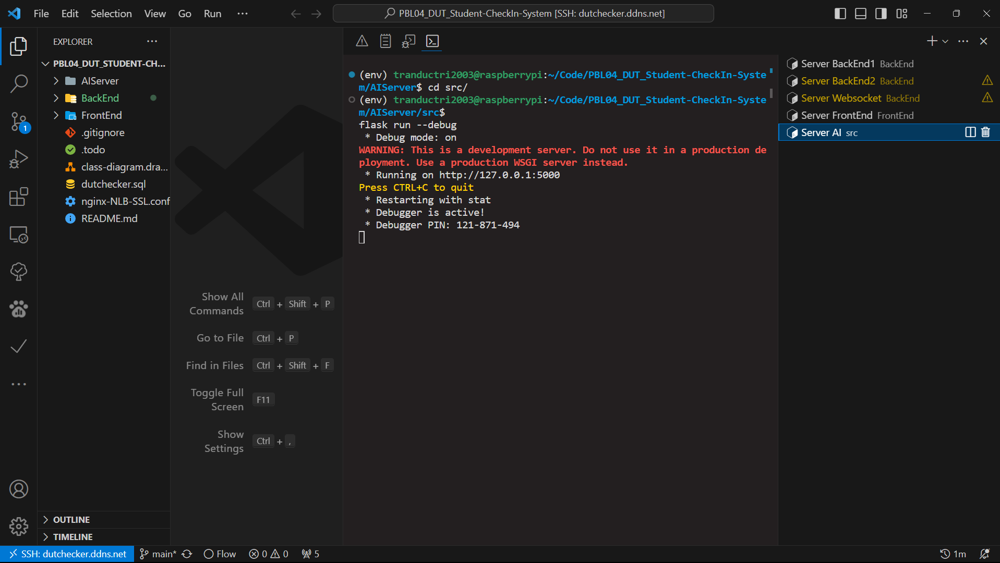 File Edit Selection View Go Run
PBL04_DUT_Student-CheckIn-System [SSH: dutchecker.ddns.net]
EXPLORER
PBL04_DUT_STUDENT-CH...
AIServer
BackEnd
FrontEnd
.gitignore
.todo
class-diagram.dra...
dutchecker.sql
nginx-NLB-SSL.conf
README.md
OUTLINE
TIMELINE
1
Show All
Commands Ctrl + Shift + P
Go to File Ctrl + P
Find in Files Ctrl + Shift + F
Toggle Full
Screen F11
Show
Settings Ctrl + ,
(env) tranductri2003@raspberrypi:~/Code/PBL04_DUT_Student-CheckIn-Syste
m/AIServer$ cd src/
(env) tranductri2003@raspberrypi:~/Code/PBL04_DUT_Student-CheckIn-Syste
m/AIServer/src$
flask run --debug
* Debug mode: on
WARNING: This is a development server. Do not use it in a production de
ployment. Use a production WSGI server instead.
* Running on http://127.0.0.1:5000
Press CTRL+C to quit
* Restarting with stat
* Debugger is active!
* Debugger PIN: 121-871-494
Server BackEnd1 BackEnd
Server BackEnd2 BackEnd
Server Websocket BackEnd
Server FrontEnd FrontEnd
Server AI src
SSH: dutchecker.ddns.net main* Flow 0 0 5 1m